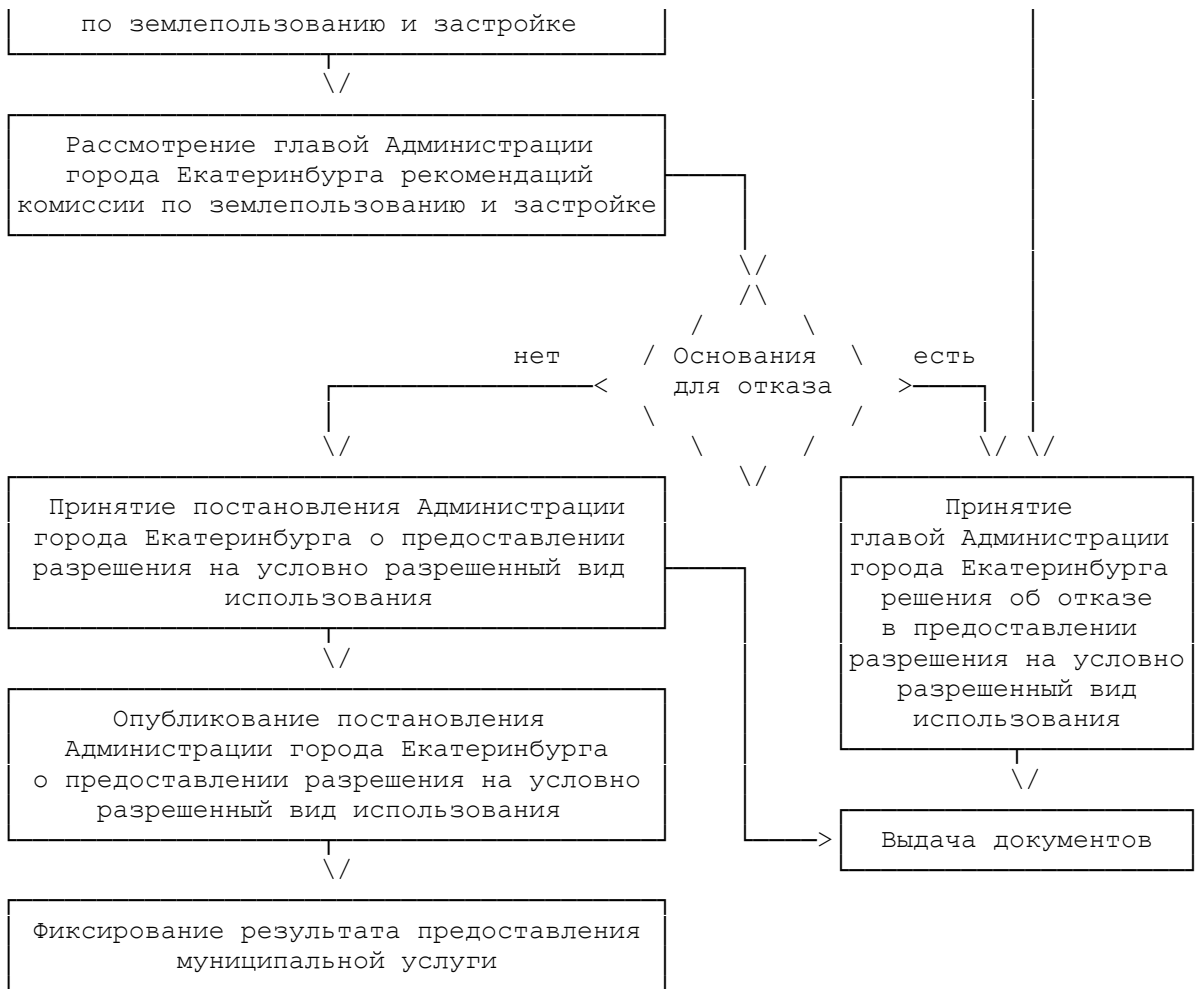 по землепользованию и застройке
Рассмотрение главой Администрации
города Екатеринбурга рекомендаций
комиссии по землепользованию и застройке
нет
Основания
для отказа
есть
Принятие постановления Администрации
города Екатеринбурга о предоставлении
разрешения на условно разрешенный вид
использования
Принятие
главой Администрации
города Екатеринбурга
решения об отказе
в предоставлении
разрешения на условно
разрешенный вид
использования
Опубликование постановления
Администрации города Екатеринбурга
о предоставлении разрешения на условно
разрешенный вид использования
Выдача документов
Фиксирование результата предоставления
муниципальной услуги